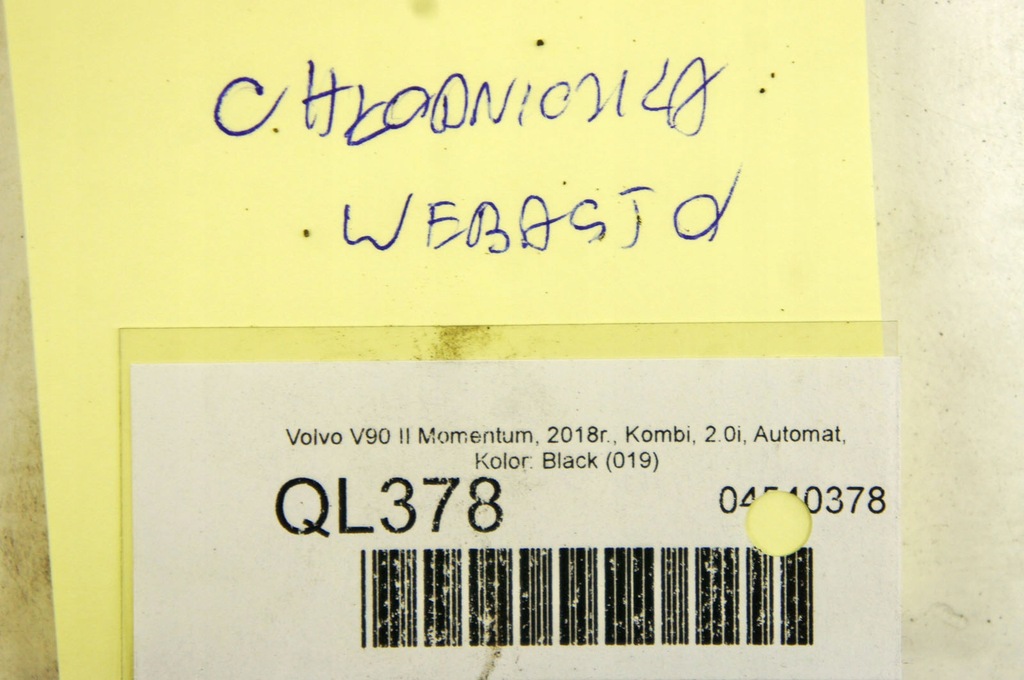 CHŁODNICZKA
WEBASTO
Volvo V90 II Momentum, 2018r., Kombi, 2.0i, Automat,
Kolor: Black (019)
QL378